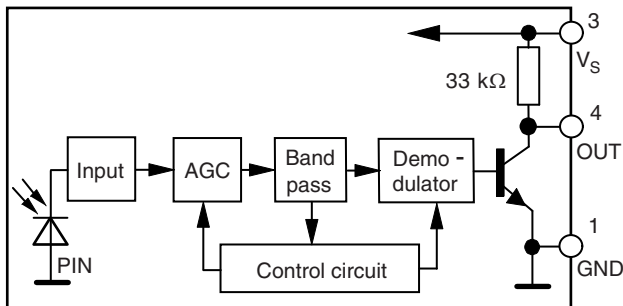 3
V_S
33 kΩ
4
OUT
Input
AGC
Band
pass
Demo -
dulator
1
GND
PIN
Control circuit